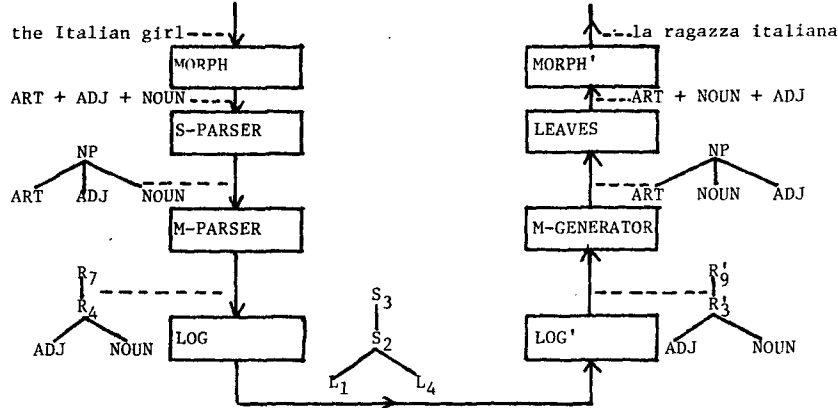 the Italian girl
MORPH
ART + ADJ + NOUN
S-PARSER
NP
ART ADJ NOUN
M-PARSER
R7
R4
ADJ NOUN
LOG
S3
S2
L1 L4
la ragazza italiana
MORPH'
ART + NOUN + ADJ
LEAVES
NP
ART NOUN ADJ
M-GENERATOR
R'9
R'3
ADJ NOUN
LOG'